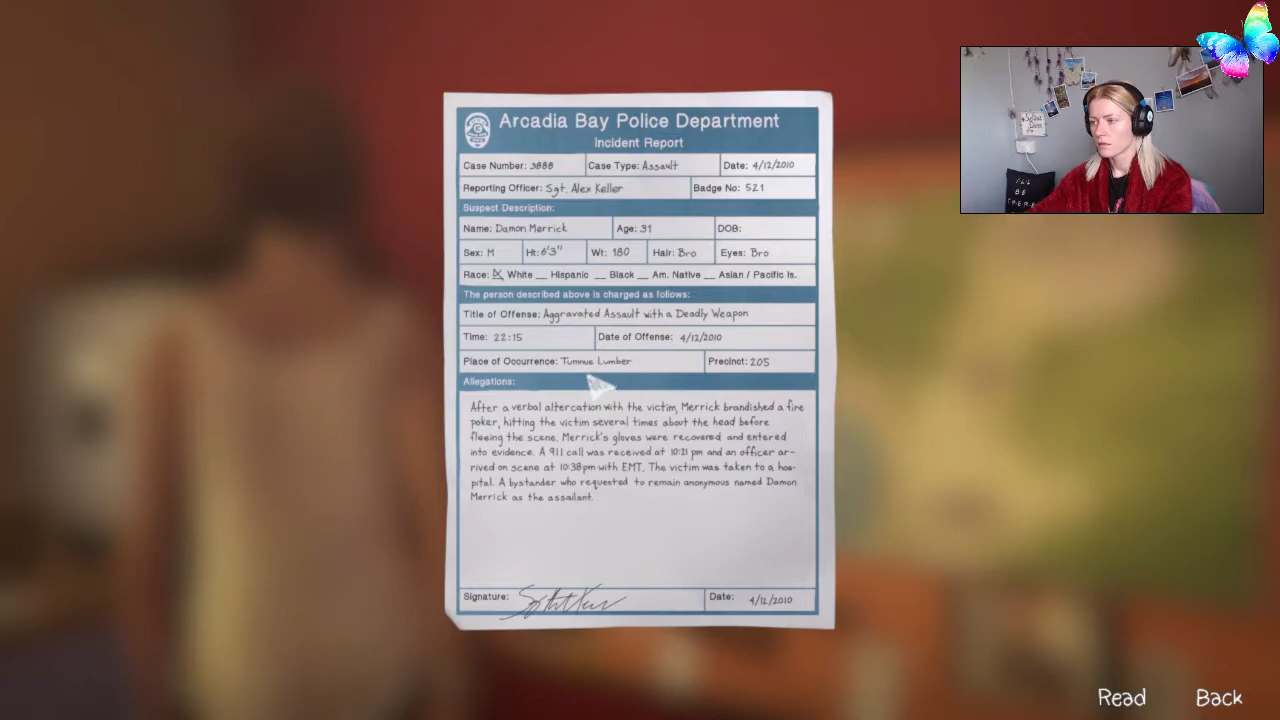 Arcadia Bay Police Department
Incident Report
Case Number: 3888 Case Type: Assault Date: 4/12/2010
Reporting Officer: Sgt. Alex Keller Badge No: 521
Suspect Description:
Name: Damon Merrick Age: 31 DOB:
Sex: M Ht: 6'3" Wt: 180 Hair: Bro Eyes: Bro
Race: X White __ Hispanic __ Black __ Am. Native __ Asian / Pacific Is.
The person described above is charged as follows:
Title of Offense: Aggravated Assault with a Deadly Weapon
Time: 22:15 Date of Offense: 4/12/2010
Place of Occurrence: Tumnus Lumber Precinct: 205
Allegations:
After a verbal altercation with the victim, Merrick brandished a fire
poker, hitting the victim several times about the head before
fleeing the scene. Merrick's gloves were recovered and entered
into evidence. A 911 call was received at 10:21 pm and an officer ar-
rived on scene at 10:38pm with EMT. The victim was taken to a hos-
pital. A bystander who requested to remain anonymous named Damon
Merrick as the assailant.
Signature: Date: 4/12/2010
Read Back